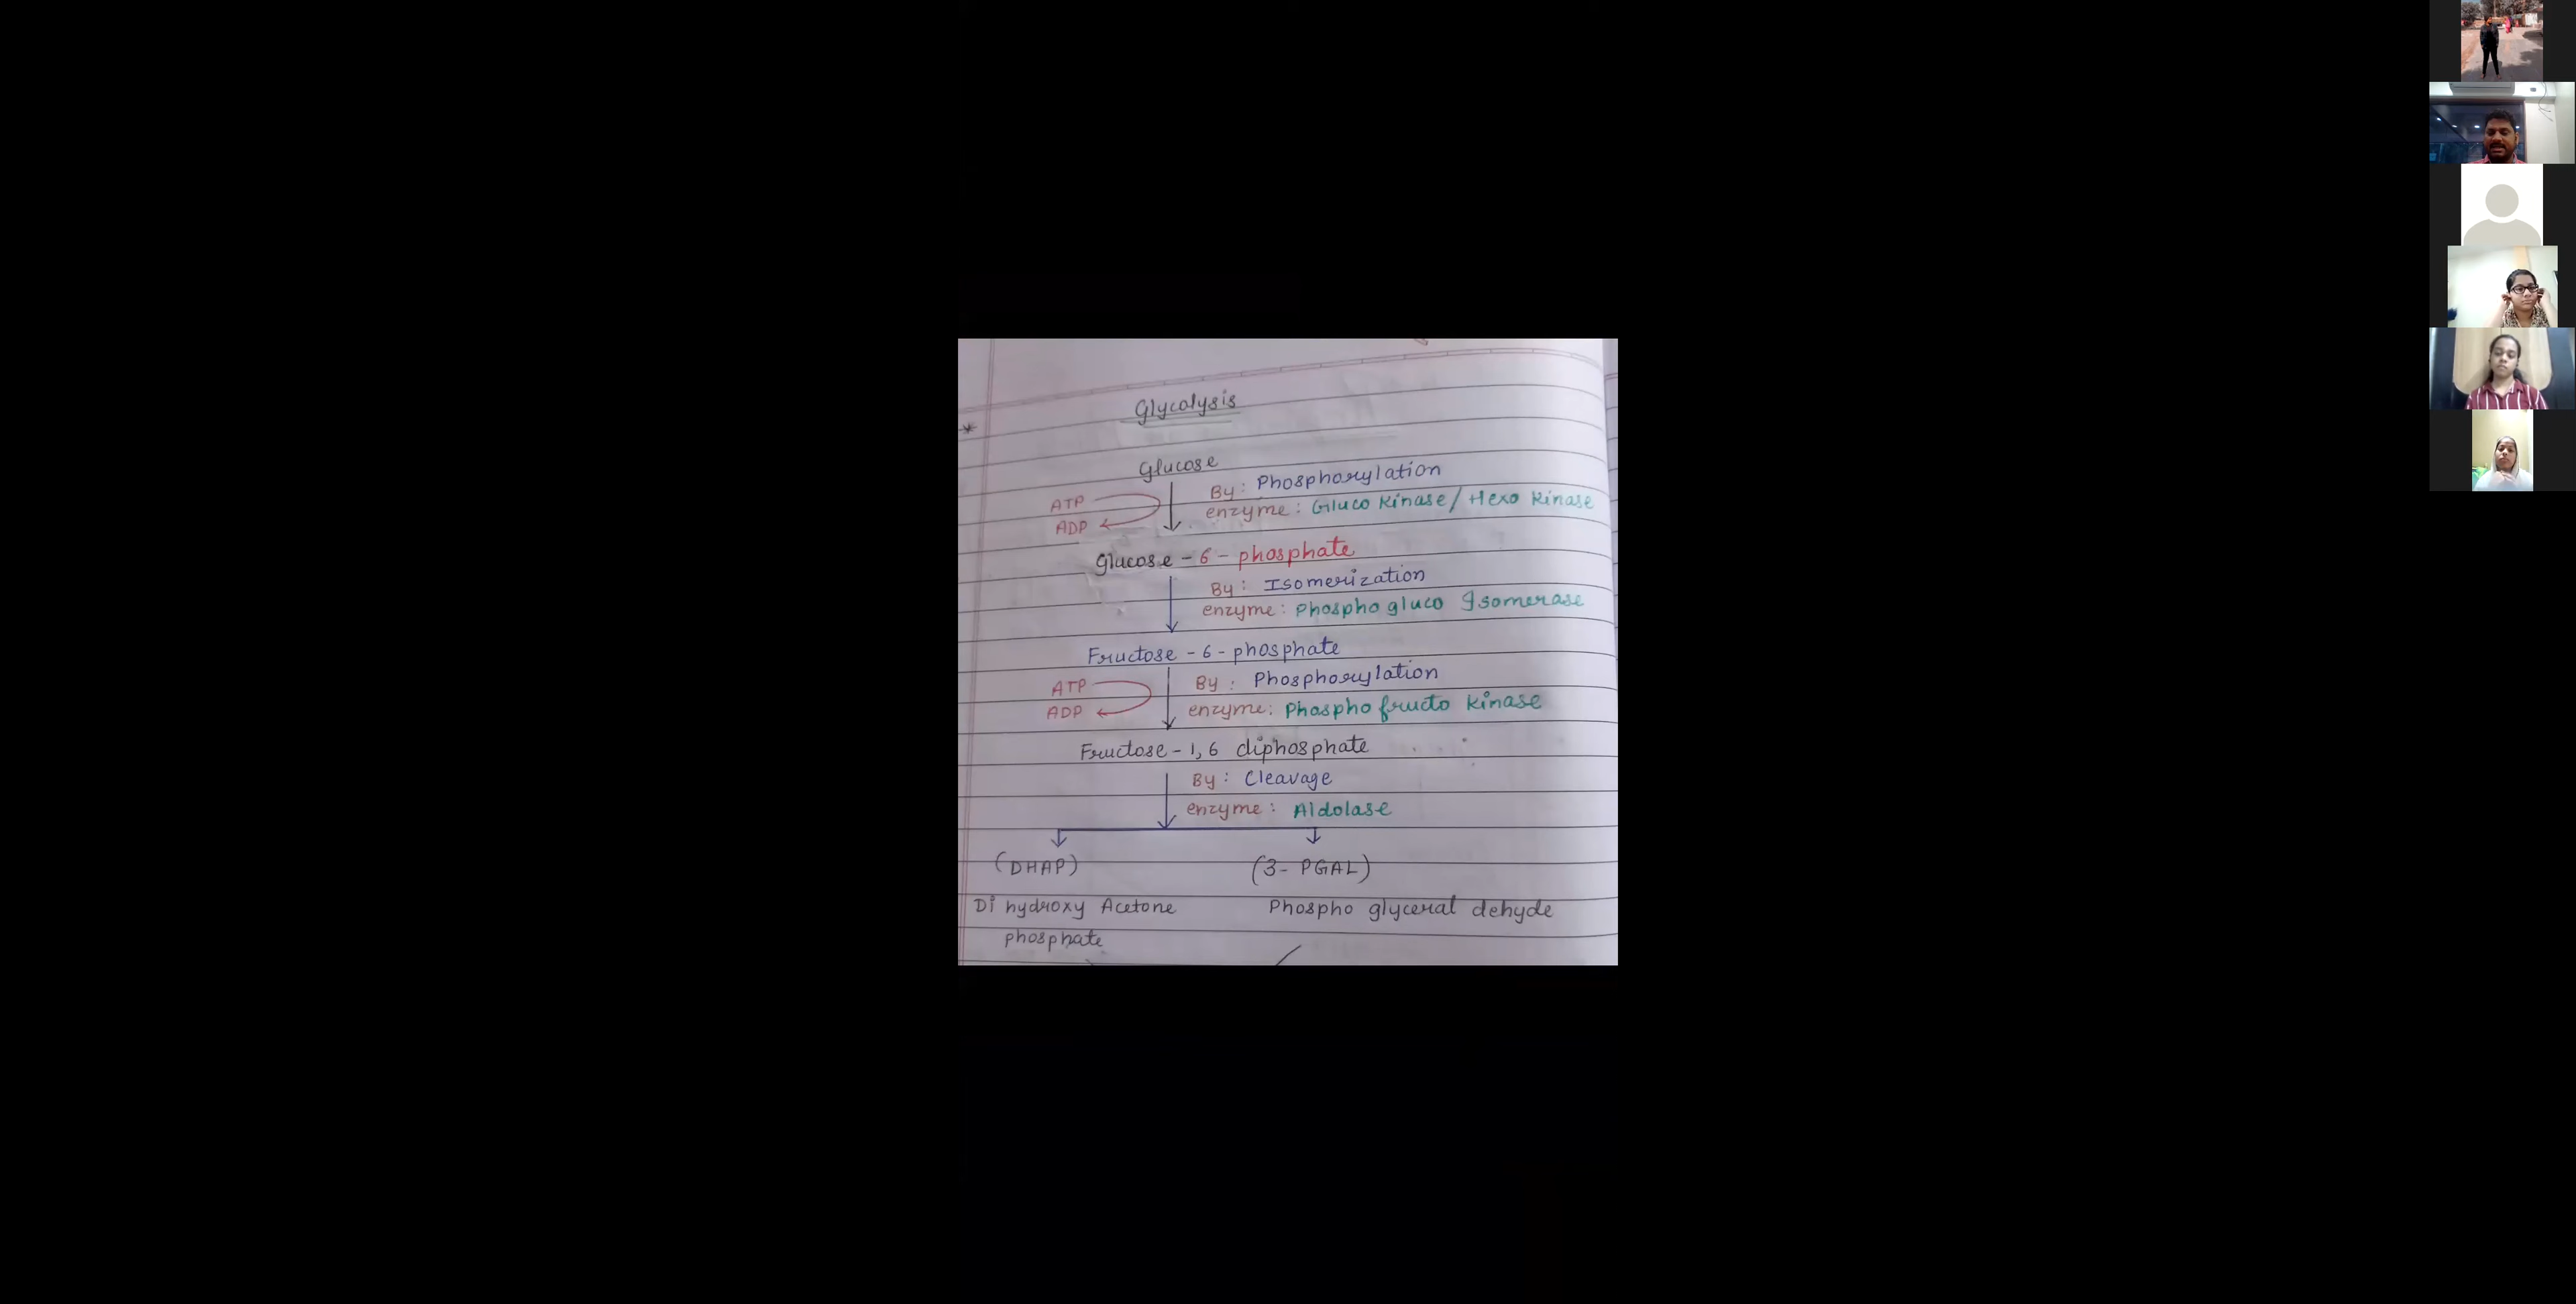 Glycolysis
*
Glucose
ATP
ADP
By: Phosphorylation
enzyme: Gluco Kinase/Hexo Kinase
Glucose-6-phosphate
By: Isomerization
enzyme: Phospho gluco Isomerase
Fructose-6-phosphate
ATP
ADP
By: Phosphorylation
enzyme: Phospho fructo kinase
Fructose-1,6 diphosphate
By: Cleavage
enzyme: Aldolase
(DHAP) (3-PGAL)
Di hydroxy Acetone Phospho glyceral dehyde
phosphate